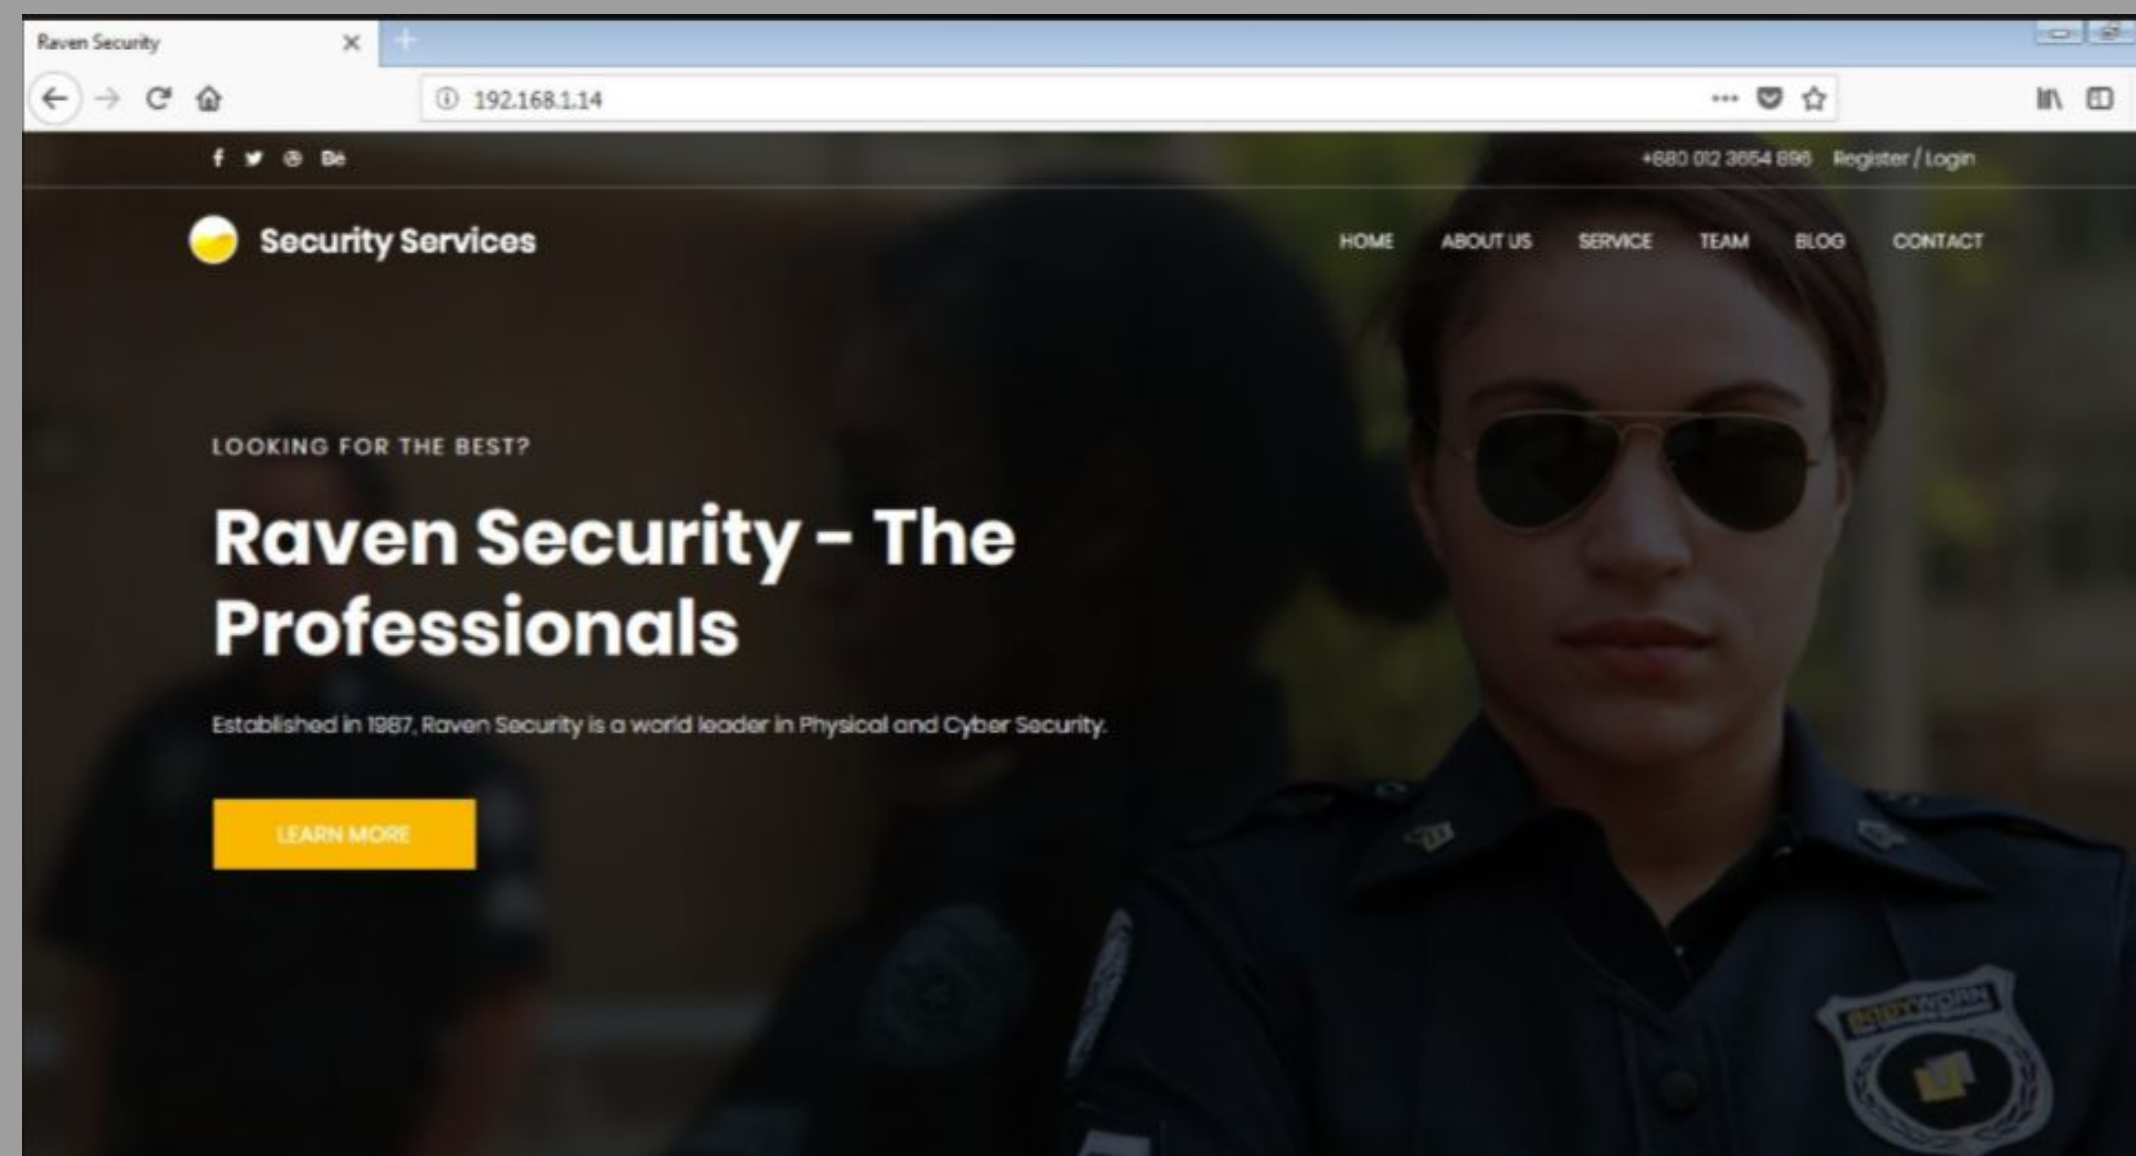 Raven Security
192.168.1.14
+880 012 3654 896 Register / Login
Security Services
HOME ABOUT US SERVICE TEAM BLOG CONTACT
LOOKING FOR THE BEST?
Raven Security - The
Professionals
Established in 1987, Raven Security is a world leader in Physical and Cyber Security.
LEARN MORE